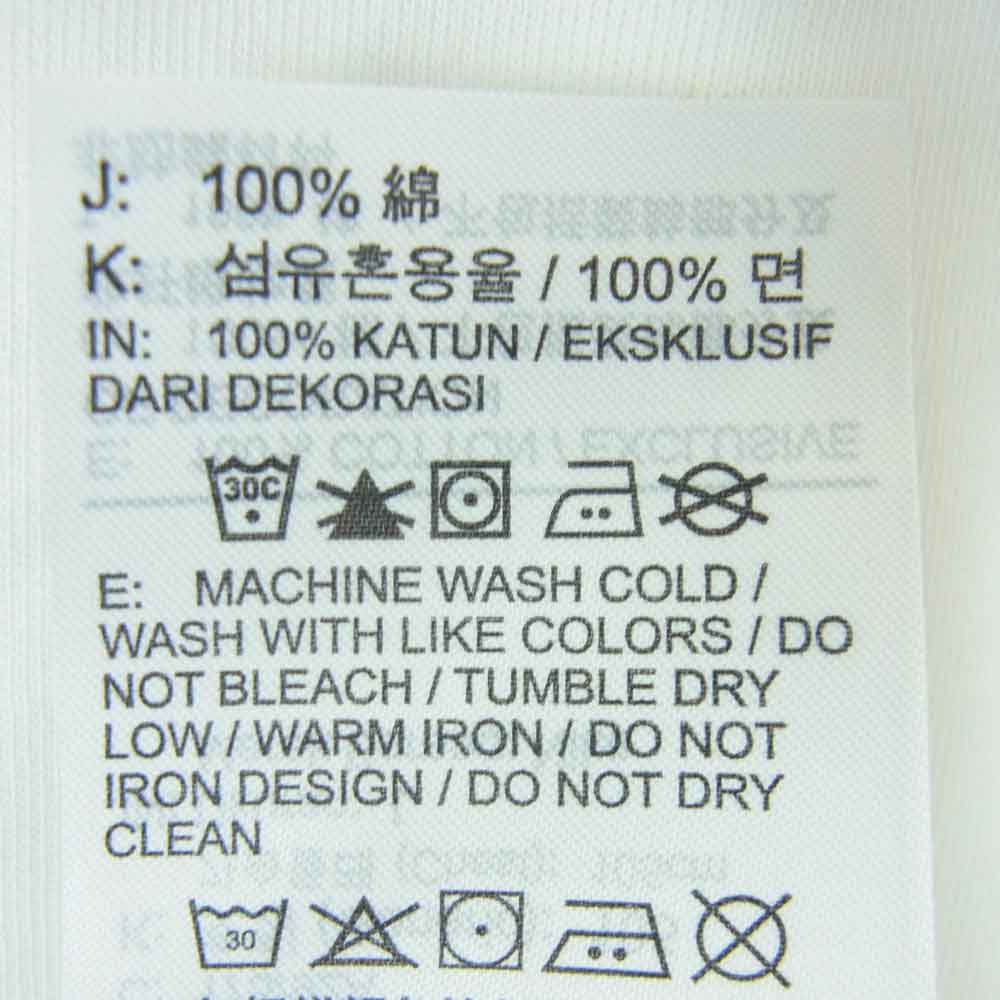 J: 100% 綿
K: 섬유혼용율 / 100% 면
IN: 100% KATUN / EKSKLUSIF
DARI DEKORASI
30C
E: MACHINE WASH COLD /
WASH WITH LIKE COLORS / DO
NOT BLEACH / TUMBLE DRY
LOW / WARM IRON / DO NOT
IRON DESIGN / DO NOT DRY
CLEAN
30